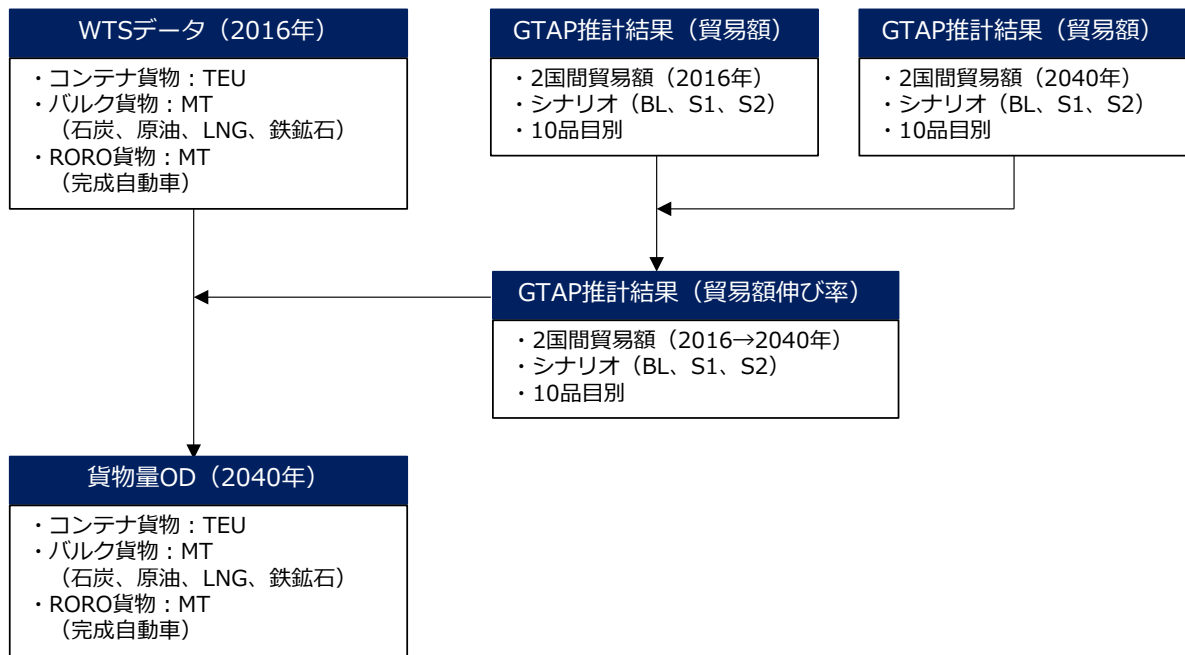 WTSデータ（2016年）
・コンテナ貨物：TEU
・バルク貨物：MT
（石炭、原油、LNG、鉄鉱石）
・RORO貨物：MT
（完成自動車）
GTAP推計結果（貿易額）
・2国間貿易額（2016年）
・シナリオ（BL、S1、S2）
・10品目別
GTAP推計結果（貿易額）
・2国間貿易額（2040年）
・シナリオ（BL、S1、S2）
・10品目別
GTAP推計結果（貿易額伸び率）
・2国間貿易額（2016→2040年）
・シナリオ（BL、S1、S2）
・10品目別
貨物量OD（2040年）
・コンテナ貨物：TEU
・バルク貨物：MT
（石炭、原油、LNG、鉄鉱石）
・RORO貨物：MT
（完成自動車）